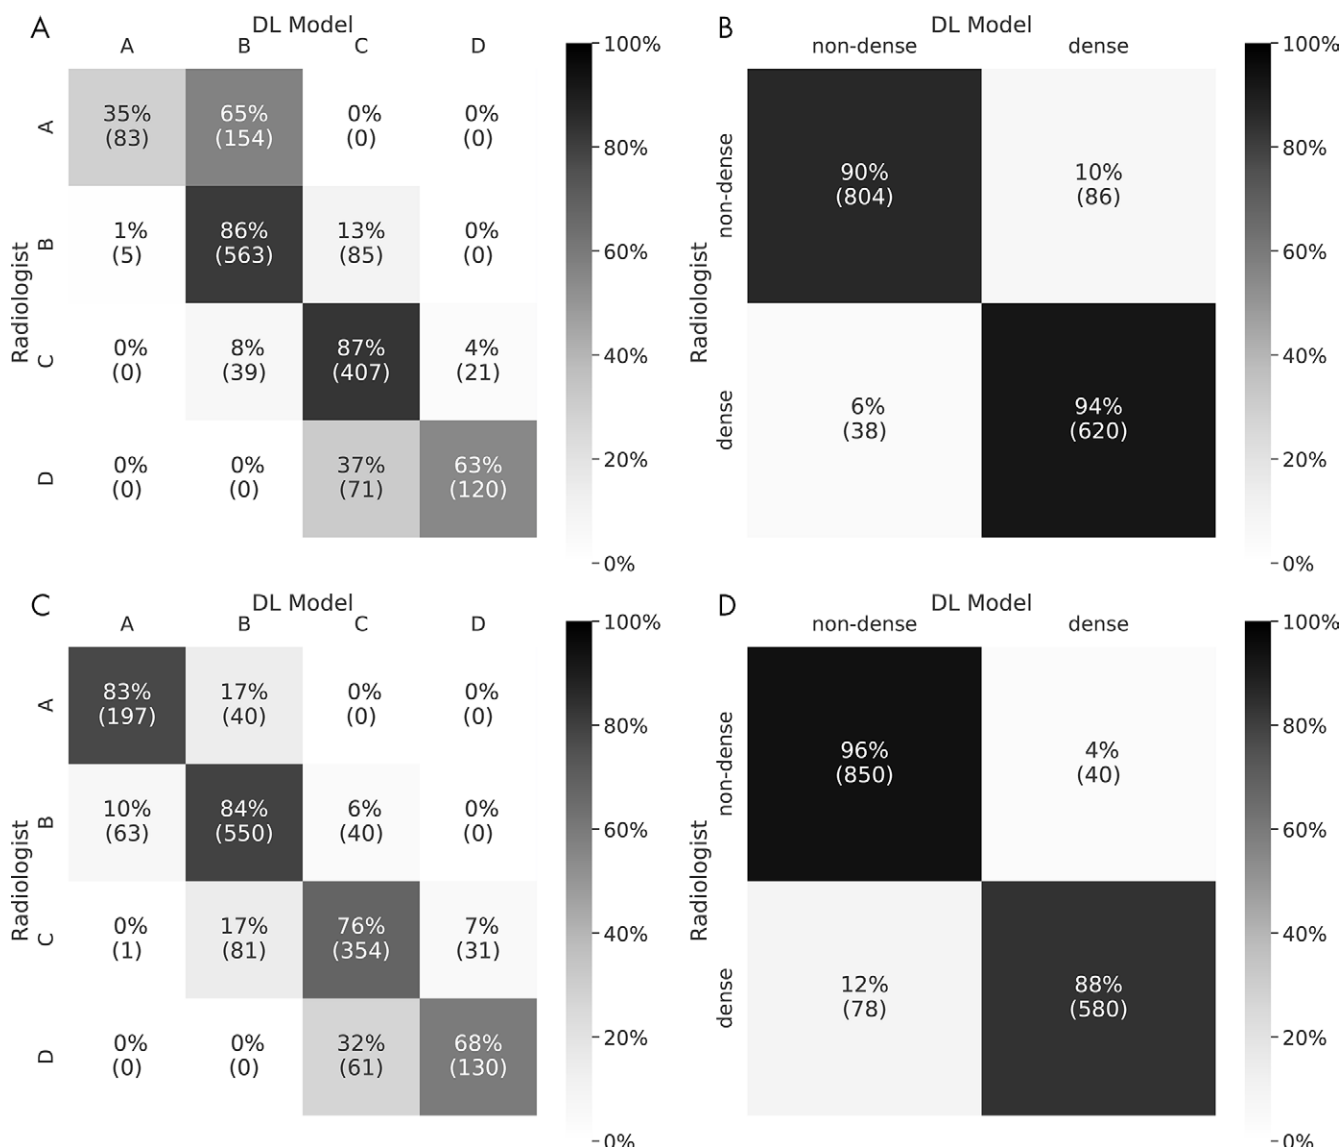 A
DL Model
A B C D
Radiologist
A
35% 65% 0% 0%
(83) (154) (0) (0)
B
1% 86% 13% 0%
(5) (563) (85) (0)
C
0% 8% 87% 4%
(0) (39) (407) (21)
D
0% 0% 37% 63%
(0) (0) (71) (120)
100%
80%
60%
40%
20%
0%
B
DL Model
non-dense dense
Radiologist
non-dense
90% 10%
(804) (86)
dense
6% 94%
(38) (620)
100%
80%
60%
40%
20%
0%
C
DL Model
A B C D
Radiologist
A
83% 17% 0% 0%
(197) (40) (0) (0)
B
10% 84% 6% 0%
(63) (550) (40) (0)
C
0% 17% 76% 7%
(1) (81) (354) (31)
D
0% 0% 32% 68%
(0) (0) (61) (130)
100%
80%
60%
40%
20%
0%
D
DL Model
non-dense dense
Radiologist
non-dense
96% 4%
(850) (40)
dense
12% 88%
(78) (580)
100%
80%
60%
40%
20%
0%